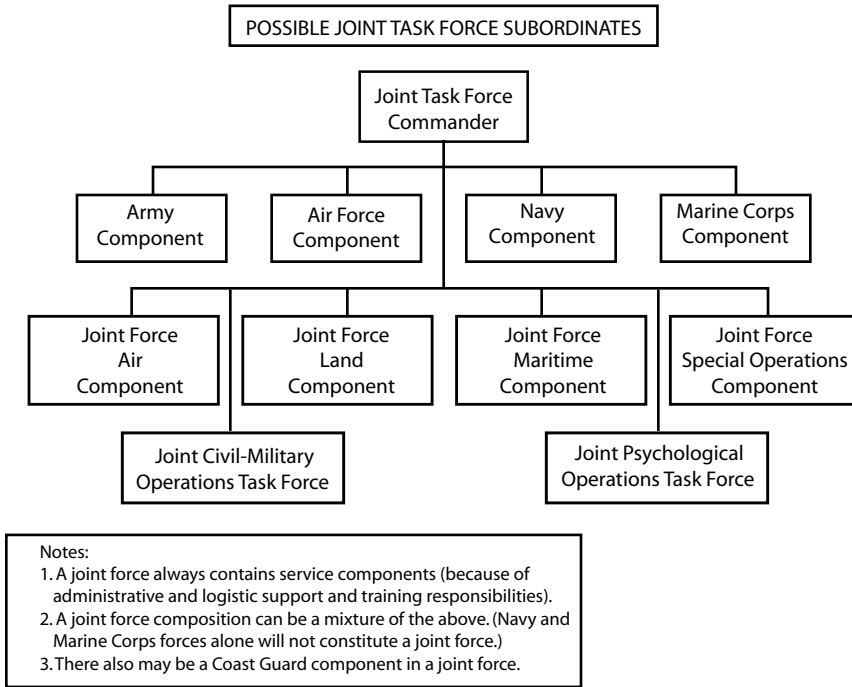 POSSIBLE JOINT TASK FORCE SUBORDINATES
Joint Task Force
Commander
Army
Component
Air Force
Component
Navy
Component
Marine Corps
Component
Joint Force
Air
Component
Joint Force
Land
Component
Joint Force
Maritime
Component
Joint Force
Special Operations
Component
Joint Civil-Military
Operations Task Force
Joint Psychological
Operations Task Force
Notes:
1. A joint force always contains service components (because of
administrative and logistic support and training responsibilities).
2. A joint force composition can be a mixture of the above. (Navy and
Marine Corps forces alone will not constitute a joint force.)
3. There also may be a Coast Guard component in a joint force.